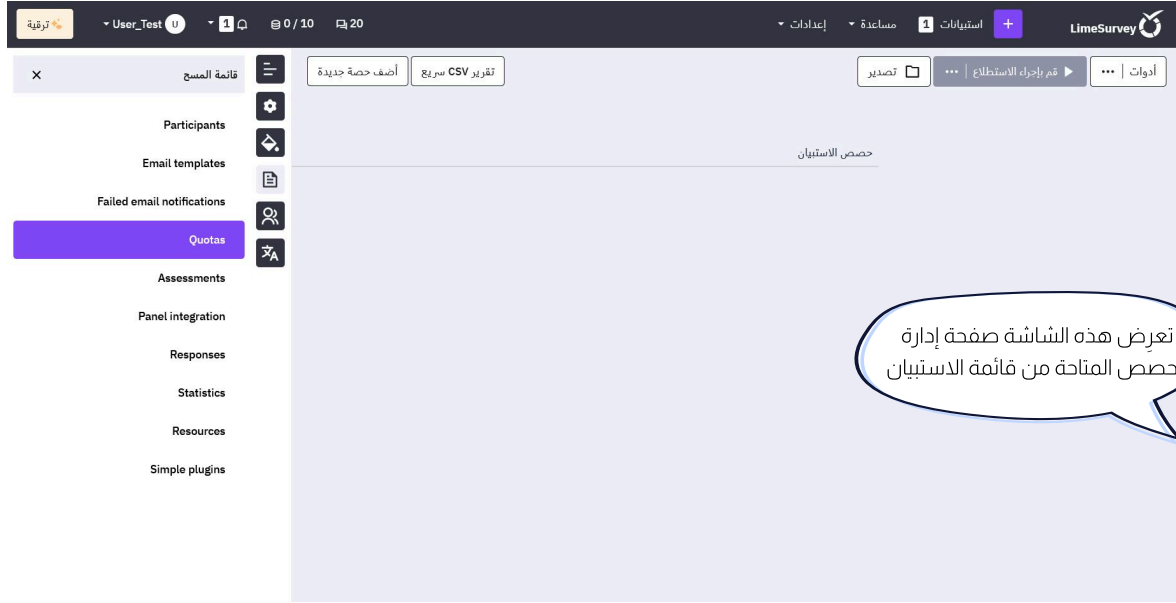 LimeSurvey
+
استبيانات 1
مساعدة
إعدادات
20
0 / 10
1
U User_Test
ترقية
أدوات | •••
قم بإجراء الاستطلاع | •••
تصدير
تقرير CSV سريع
أضف حصة جديدة
قائمة المسح
×
حصص الاستبيان
Participants
Email templates
Failed email notifications
Quotas
Assessments
Panel integration
Responses
Statistics
Resources
Simple plugins
تعرِض هذه الشاشة صفحة إدارة
حصص المتاحة من قائمة الاستبيان